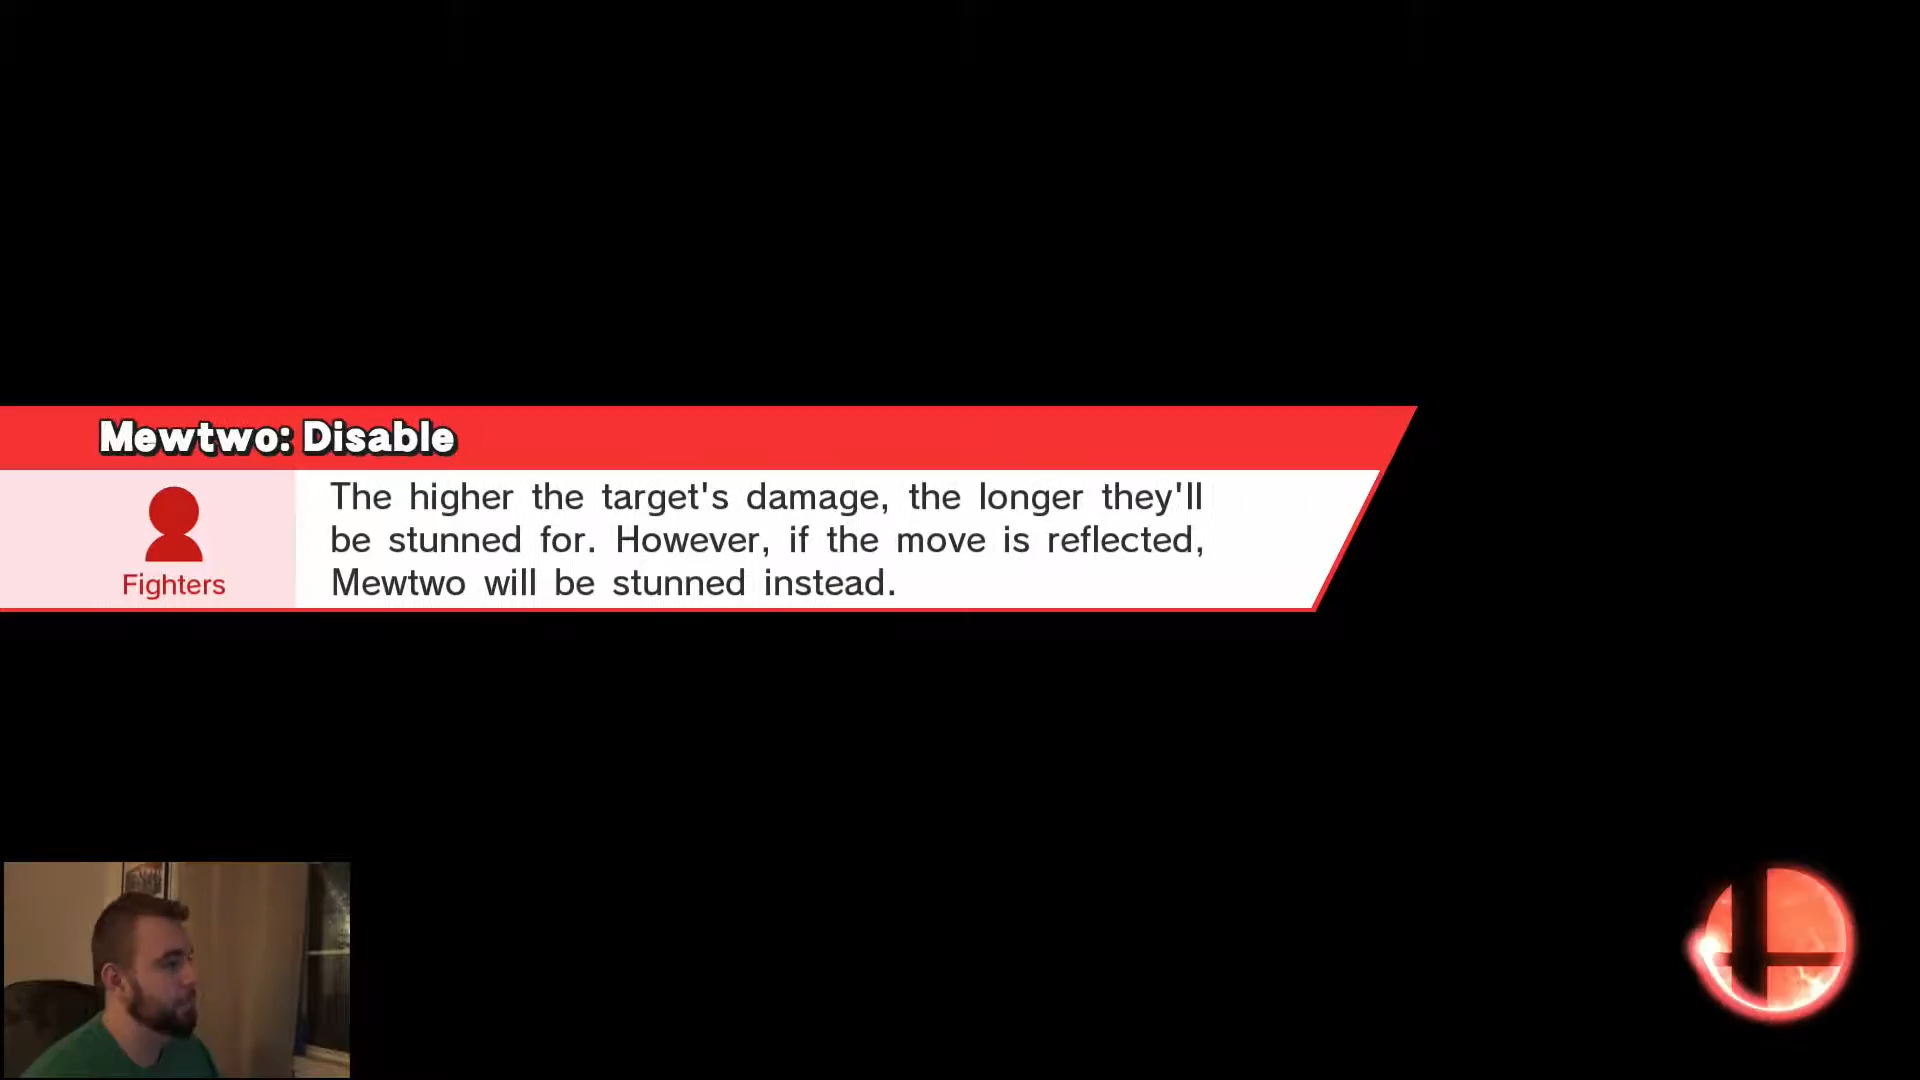 Mewtwo: Disable
The higher the target's damage, the longer they'll
be stunned for. However, if the move is reflected,
Mewtwo will be stunned instead.
Fighters